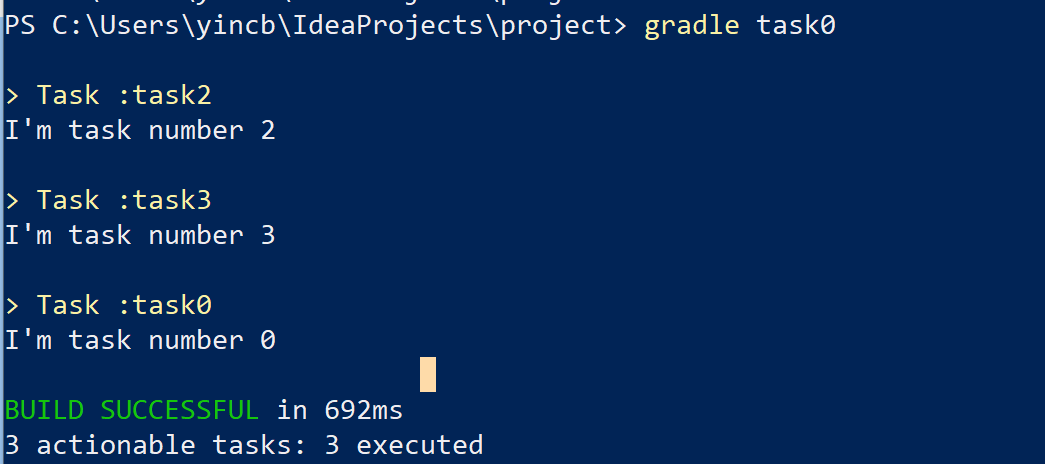 PS C:\Users\yincb\IdeaProjects\project> gradle task0
> Task :task2
I'm task number 2
> Task :task3
I'm task number 3
> Task :task0
I'm task number 0
BUILD SUCCESSFUL in 692ms
3 actionable tasks: 3 executed